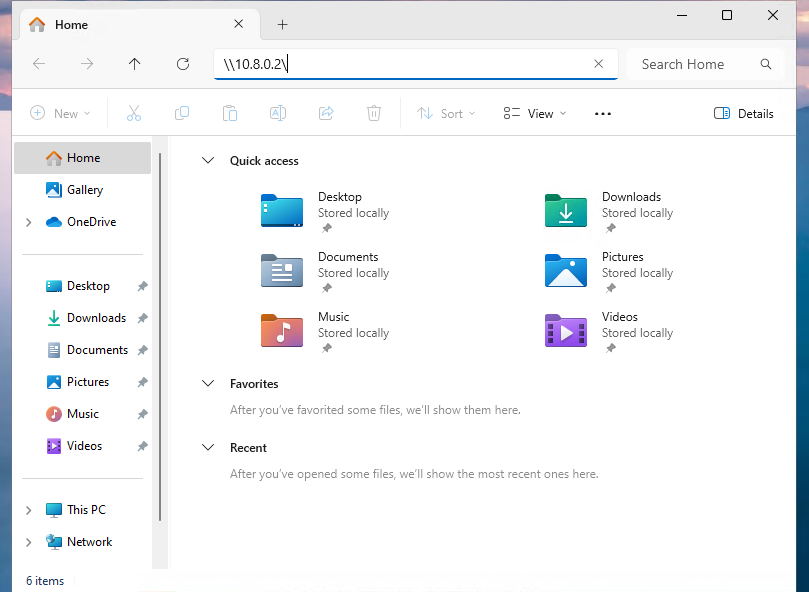 Home
\\10.8.0.2\
Search Home
New
Sort
View
Details
Home
Gallery
OneDrive
Desktop
Downloads
Documents
Pictures
Music
Videos
This PC
Network
Quick access
Desktop
Stored locally
Downloads
Stored locally
Documents
Stored locally
Pictures
Stored locally
Music
Stored locally
Videos
Stored locally
Favorites
After you've favorited some files, we'll show them here.
Recent
After you've opened some files, we'll show the most recent ones here.
6 items